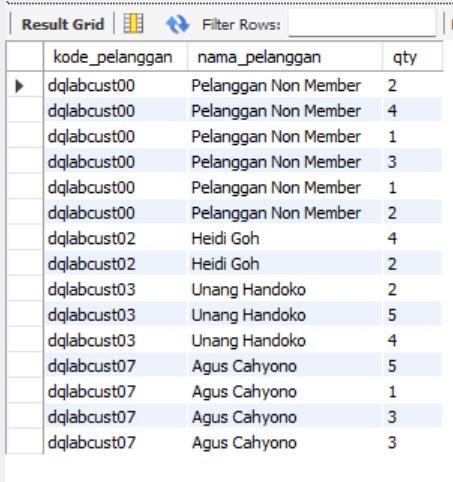 Result Grid Filter Rows:
kode_pelanggan nama_pelanggan qty
dqlabcust00 Pelanggan Non Member 2
dqlabcust00 Pelanggan Non Member 4
dqlabcust00 Pelanggan Non Member 1
dqlabcust00 Pelanggan Non Member 3
dqlabcust00 Pelanggan Non Member 1
dqlabcust00 Pelanggan Non Member 2
dqlabcust02 Heidi Goh 4
dqlabcust02 Heidi Goh 2
dqlabcust03 Unang Handoko 2
dqlabcust03 Unang Handoko 5
dqlabcust03 Unang Handoko 4
dqlabcust07 Agus Cahyono 5
dqlabcust07 Agus Cahyono 1
dqlabcust07 Agus Cahyono 3
dqlabcust07 Agus Cahyono 3